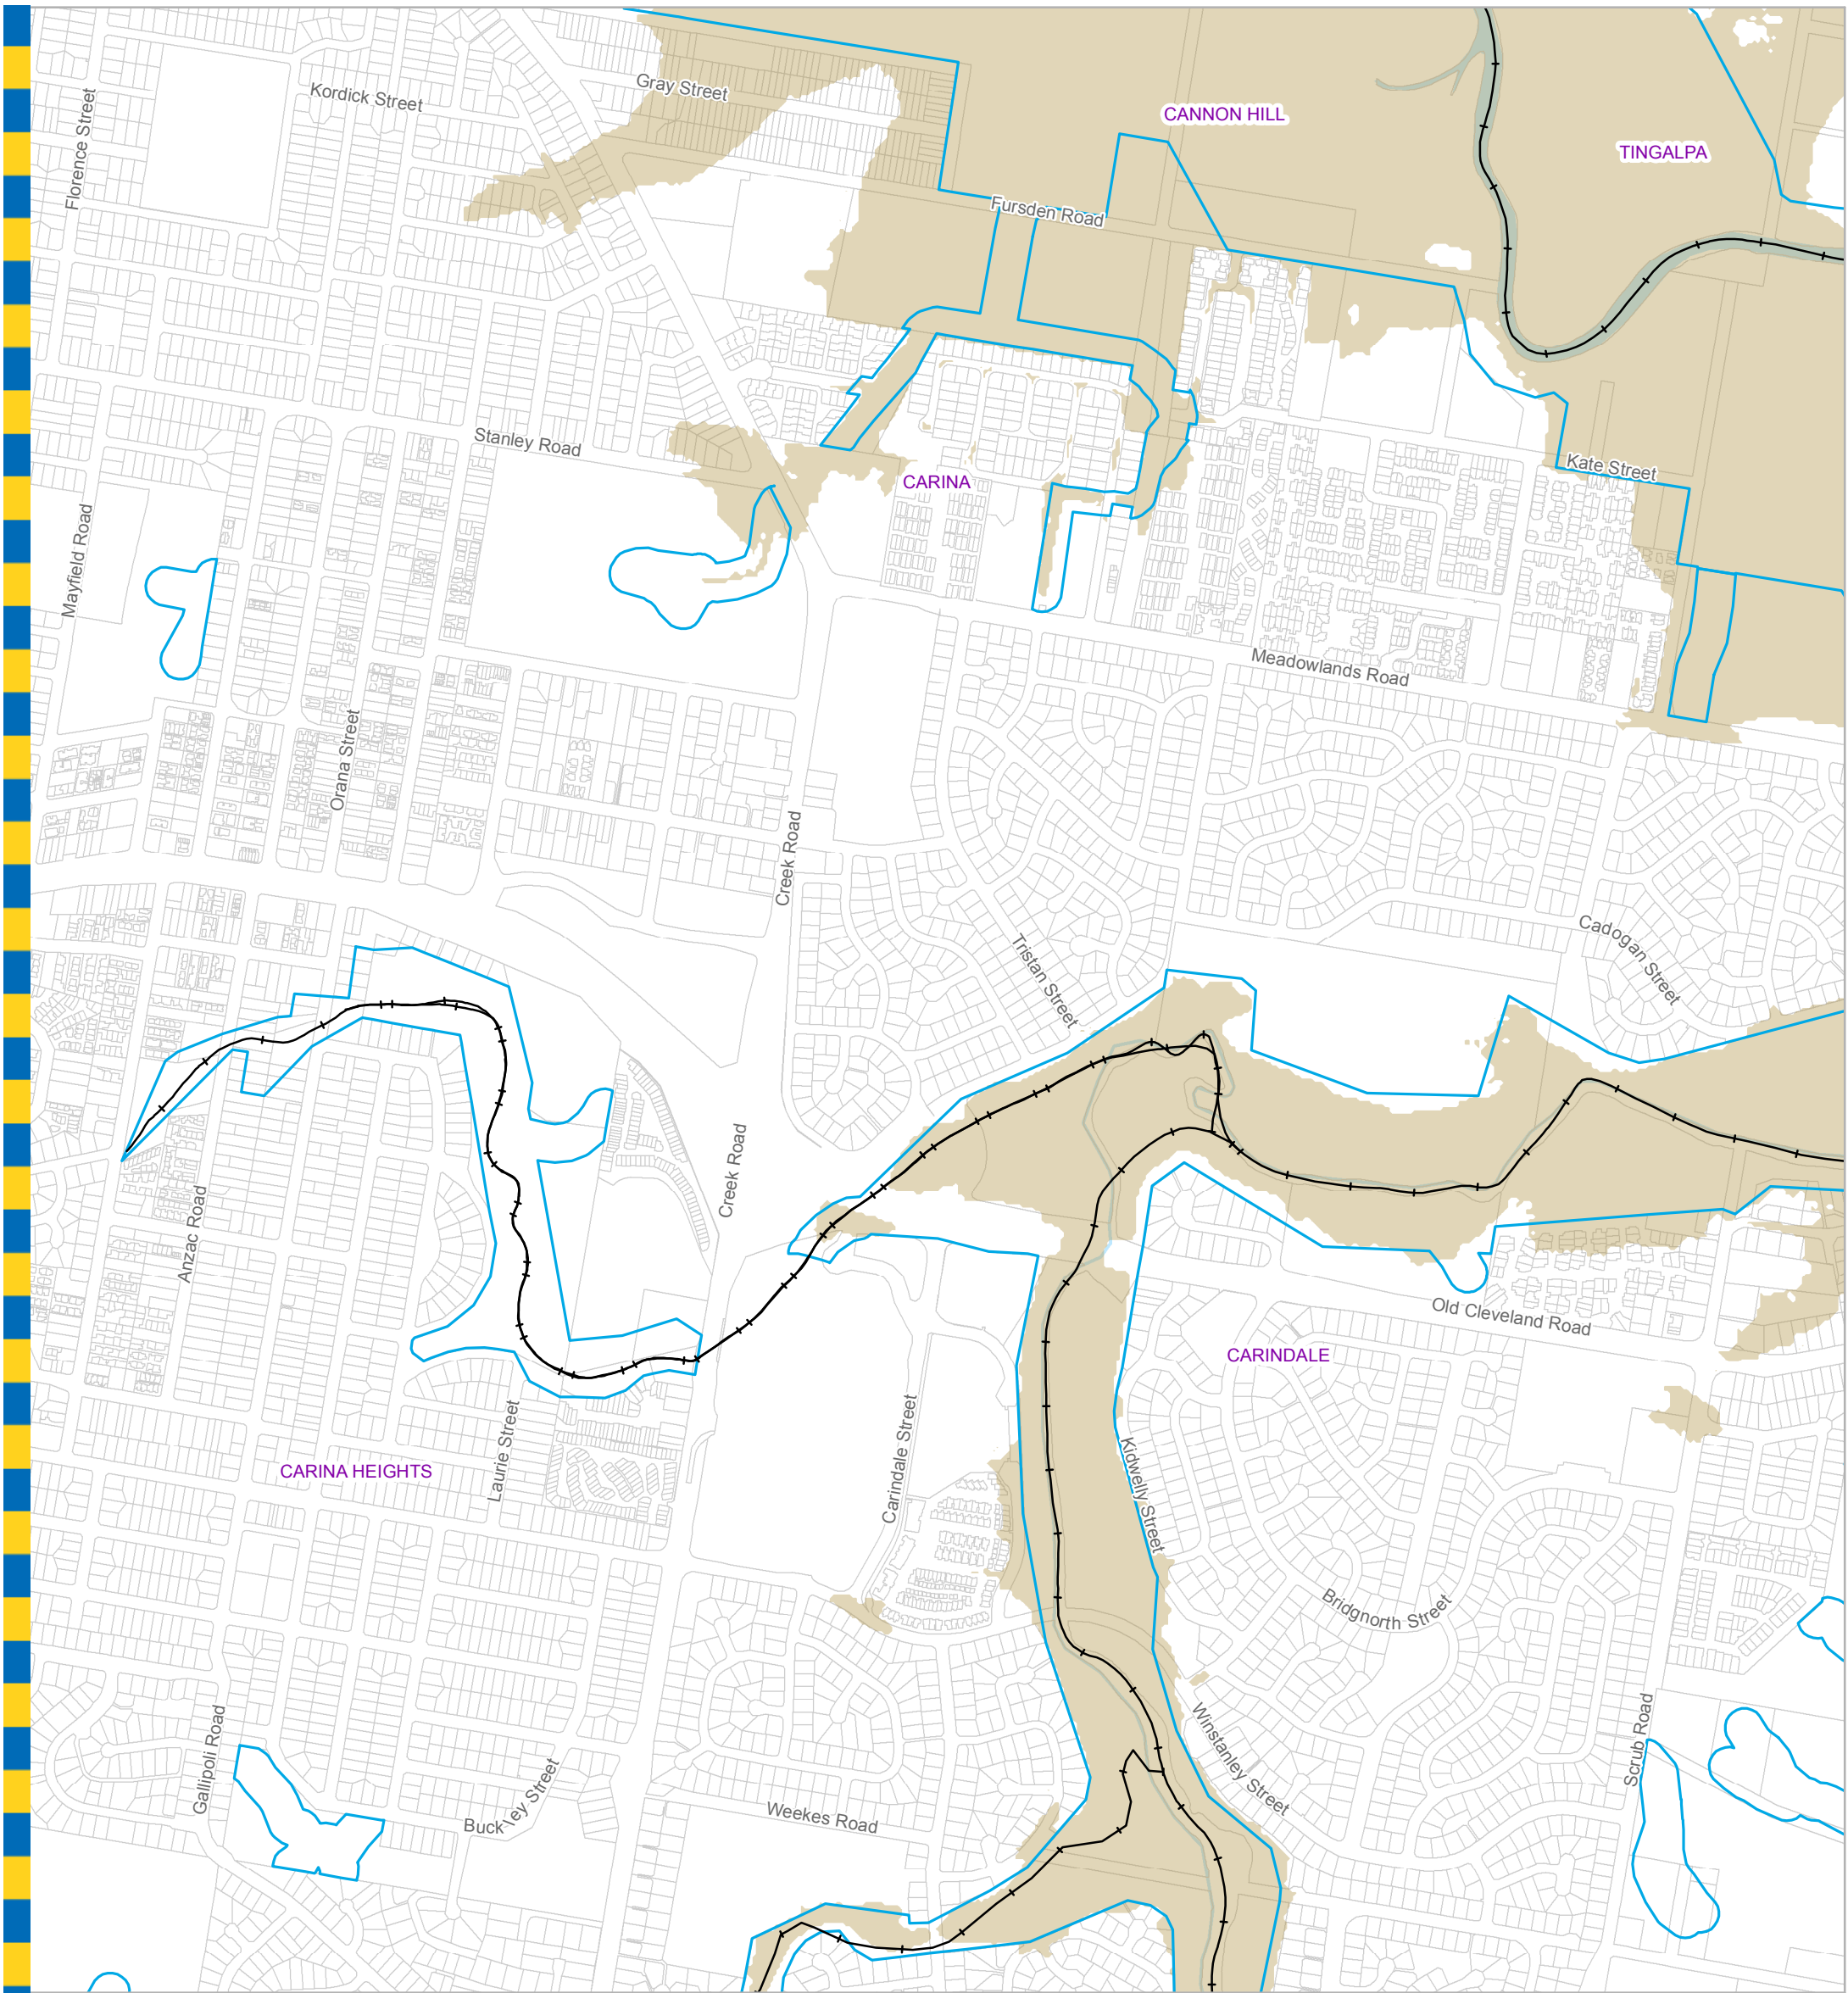 Gray Street
Kordick Street
CANNON HILL
Florence Street
TINGALPA
Fursden Road
Stanley Road
Kate Street
CARINA
Mayfield Road
Meadowlands Road
Orana Street
Creek Road
Cadogan Street
Tristan Street
Creek Road
Anzac Road
Old Cleveland Road
CARINDALE
Carindale Street
Laurie Street
Kidwelly Street
CARINA HEIGHTS
Bridgnorth Street
Scrub Road
Gallipoli Road
Winstanley Street
Buckley Street
Weekes Road